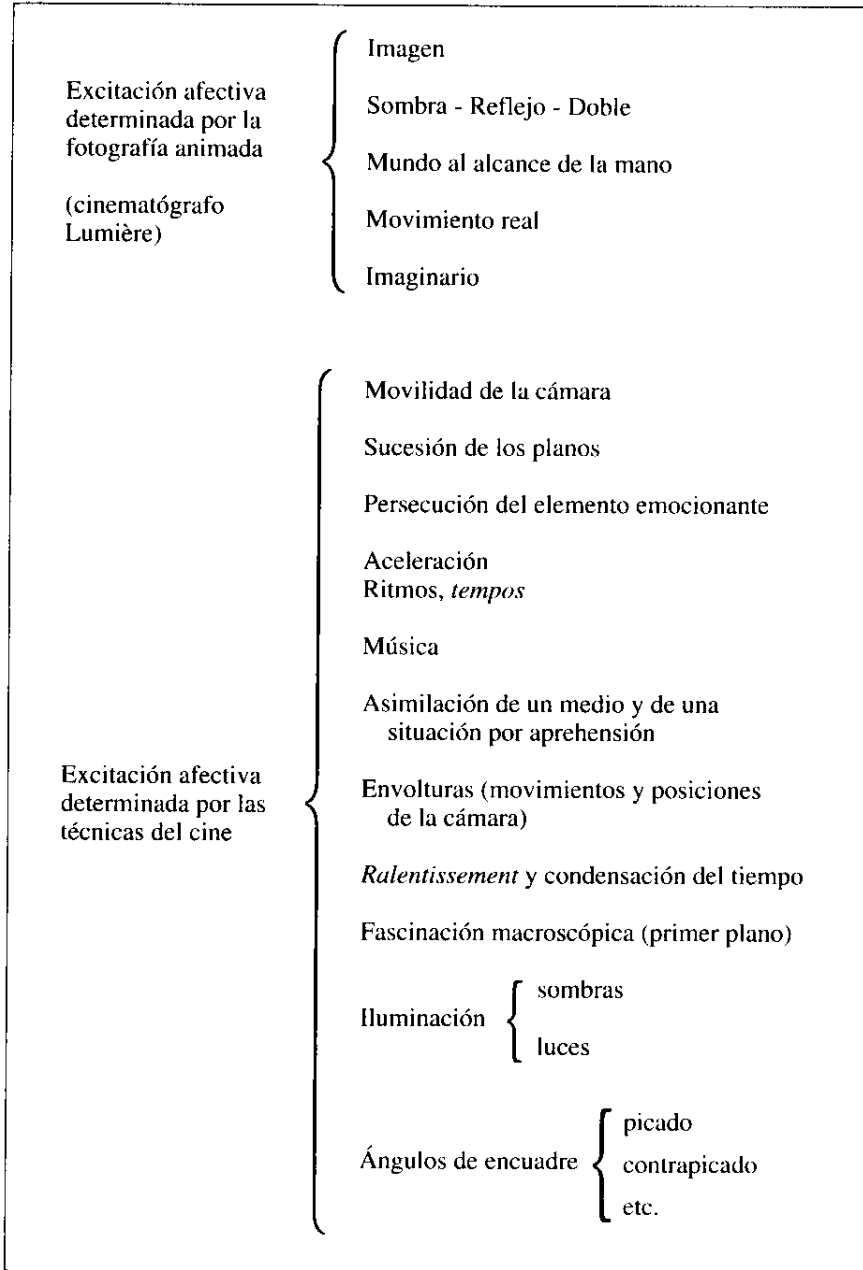 Excitación afectiva
determinada por la
fotografía animada
(cinematógrafo
Lumière)
Imagen
Sombra - Reflejo - Doble
Mundo al alcance de la mano
Movimiento real
Imaginario
Excitación afectiva
determinada por las
técnicas del cine
Movilidad de la cámara
Sucesión de los planos
Persecución del elemento emocionante
Aceleración
Ritmos, tempos
Música
Asimilación de un medio y de una
situación por aprehensión
Envolturas (movimientos y posiciones
de la cámara)
Ralentissement y condensación del tiempo
Fascinación macroscópica (primer plano)
Iluminación
sombras
luces
Ángulos de encuadre
picado
contrapicado
etc.